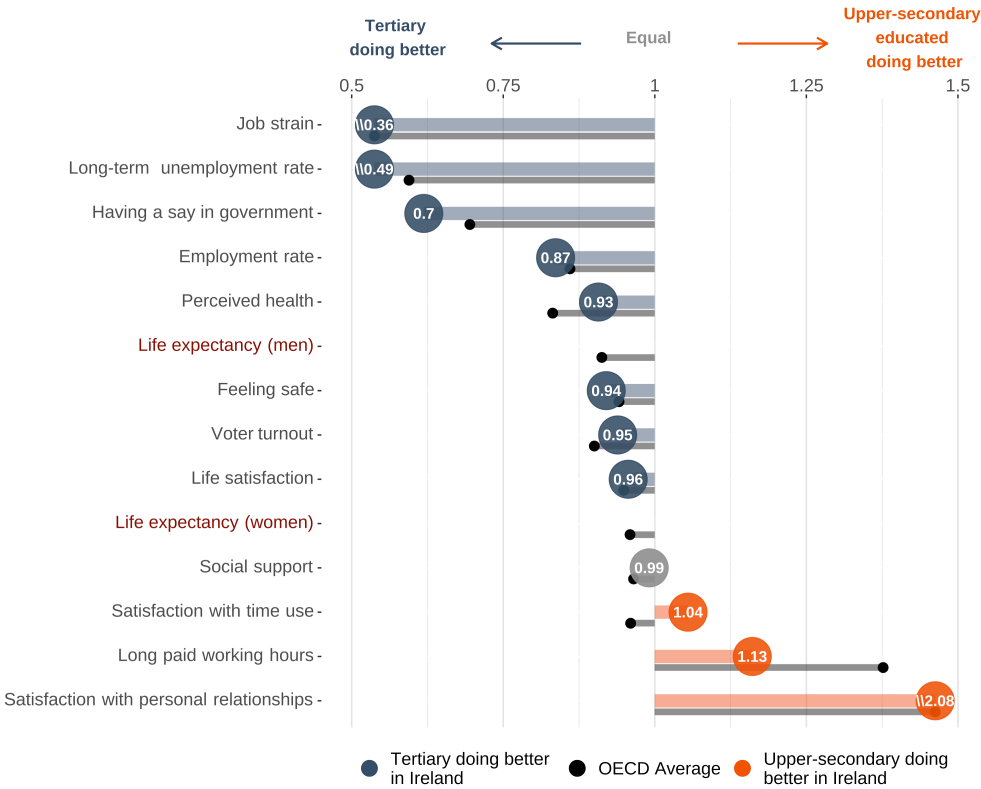 Tertiary
doing better
Equal
Upper-secondary
educated
doing better
0.5 0.75 1 1.25 1.5
Job strain \\0.36
Long-term unemployment rate \\0.49
Having a say in government 0.7
Employment rate 0.87
Perceived health 0.93
Life expectancy (men)
Feeling safe 0.94
Voter turnout 0.95
Life satisfaction 0.96
Life expectancy (women)
Social support 0.99
Satisfaction with time use 1.04
Long paid working hours 1.13
Satisfaction with personal relationships \\2.08
Tertiary doing better
in Ireland
OECD Average
Upper-secondary doing
better in Ireland